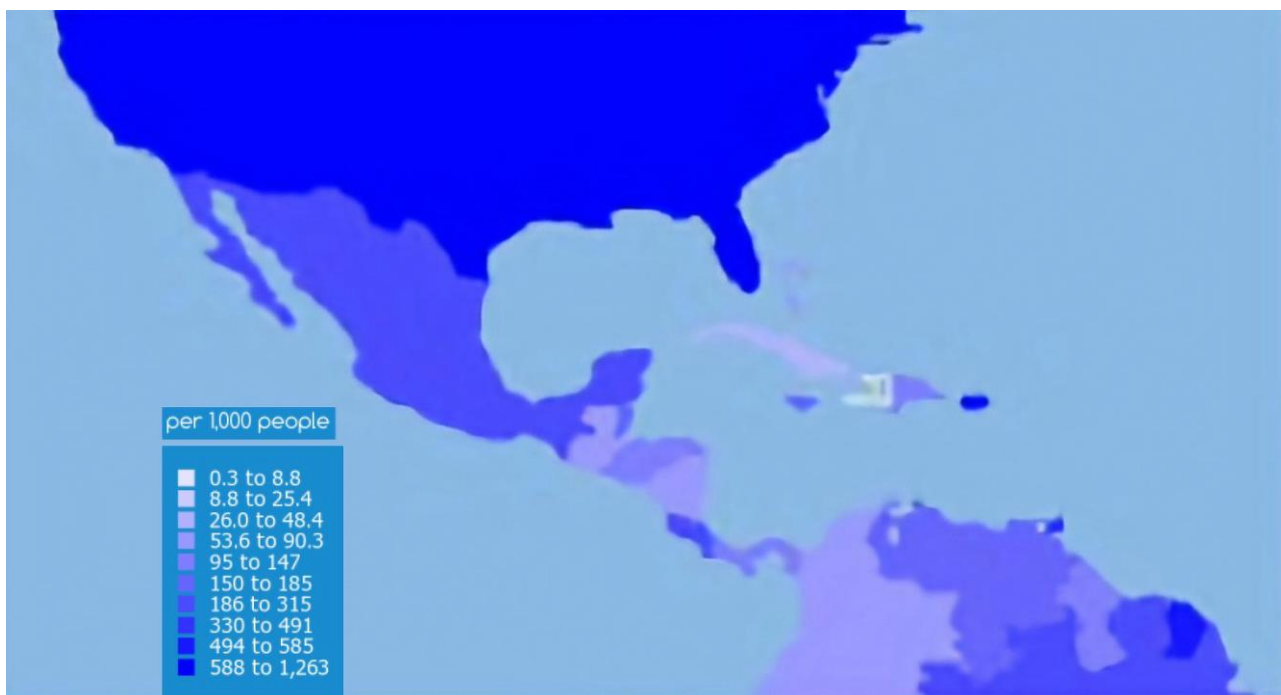 per 1,000 people
0.3 to 8.8
8.8 to 25.4
26.0 to 48.4
53.6 to 90.3
95 to 147
150 to 185
186 to 315
330 to 491
494 to 585
588 to 1,263